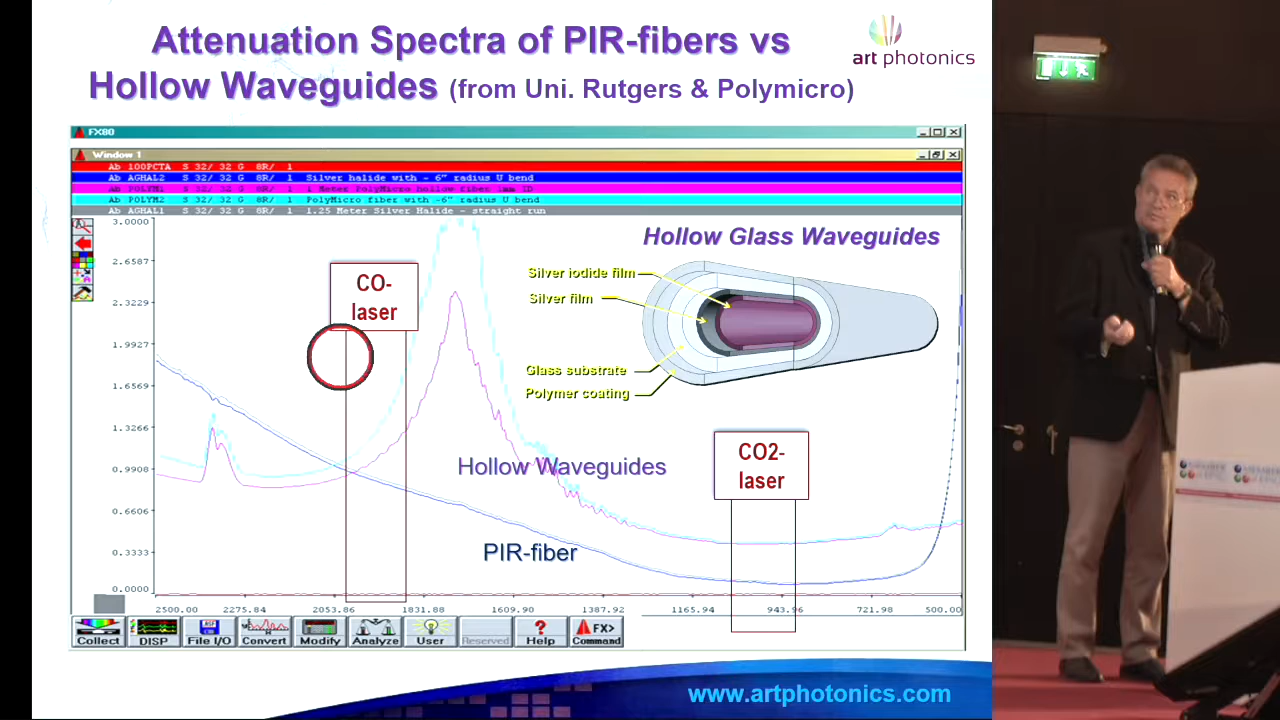 Attenuation Spectra of PIR-fibers vs
Hollow Waveguides (from Uni. Rutgers & Polymicro)
art photonics
FX80
Window 1
Ab 100PCTA S 32/ 32 G 8R/ 1
Ab AGHAL2 S 32/ 32 G 8R/ 1 Silver halide with ~ 6" radius U bend
Ab POLYM1 S 32/ 32 G 8R/ 1 1 Meter PolyMicro hollow fiber 1mm ID
Ab POLYM2 S 32/ 32 G 8R/ 1 PolyMicro fiber with ~6" radius U bend
Ab AGHAL1 S 32/ 32 G 8R/ 1 1.25 Meter Silver Halide - straight run
3.0000
2.6587
2.3229
1.9927
1.6569
1.3266
0.9908
0.6606
0.3333
0.0000
Hollow Glass Waveguides
Silver iodide film
Silver film
Glass substrate
Polymer coating
CO-
laser
CO2-
laser
Hollow Waveguides
PIR-fiber
2500.00 2275.84 2053.86 1831.88 1609.90 1387.92 1165.94 943.96 721.98 500.00
Collect DISP File I/O Convert Modify Analyze User Reserved Help FX> Command
www.artphotonics.com